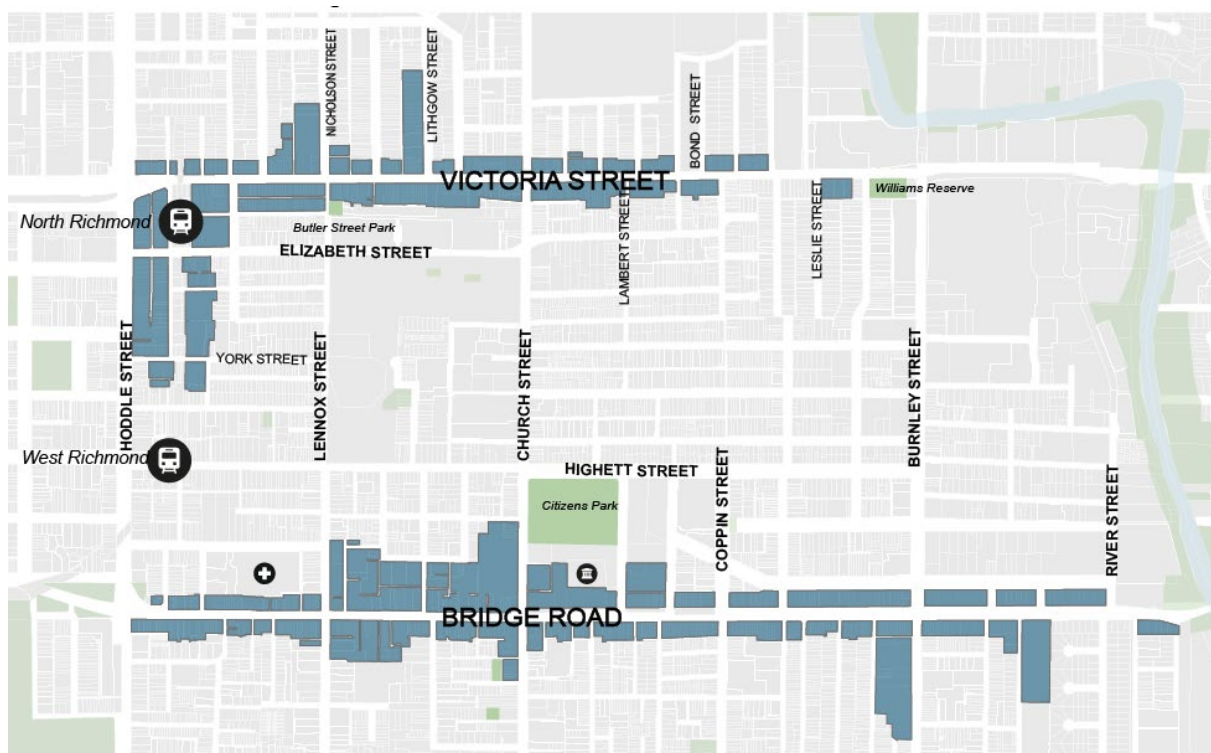 NICHOLSON STREET
LITHGOW STREET
BOND STREET
VICTORIA STREET
Williams Reserve
North Richmond
Butler Street Park
ELIZABETH STREET
LAMBERT STREET
LESLIE STREET
HODDLE STREET
YORK STREET
LENNOX STREET
CHURCH STREET
BURNLEY STREET
West Richmond
HIGHETT STREET
Citizens Park
COPPIN STREET
RIVER STREET
BRIDGE ROAD